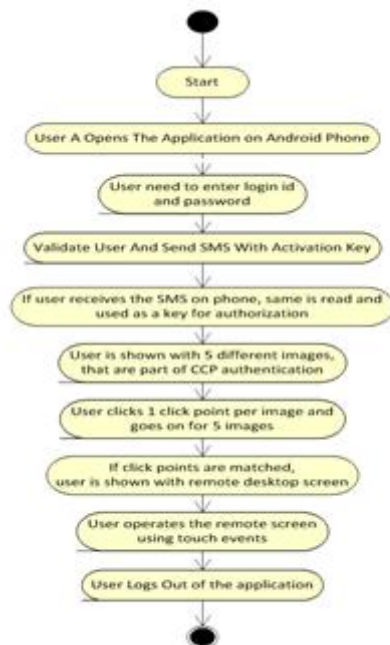 Start
User A Opens The Application on Android Phone
User need to enter login id
and password
Validate User And Send SMS With Activation Key
If user receives the SMS on phone, same is read and
used as a key for authorization
User is shown with 5 different images,
that are part of CCP authentication
User clicks 1 click point per image and
goes on for 5 images
If click points are matched,
user is shown with remote desktop screen
User operates the remote screen
using touch events
User Logs Out of the application